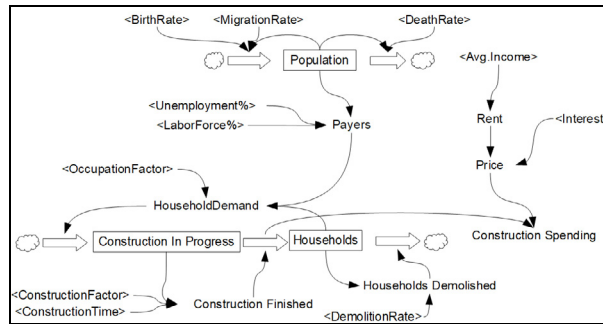 <BirthRate>
<MigrationRate>
<DeathRate>
Population
<Avg.Income>
<Unemployment%>
<LaborForce%>
Payers
Rent
<Interest
Price
<OccupationFactor>
HouseholdDemand
Construction In Progress
Households
Construction Spending
<ConstructionFactor>
<ConstructionTime>
Construction Finished
Households Demolished
<DemolitionRate>